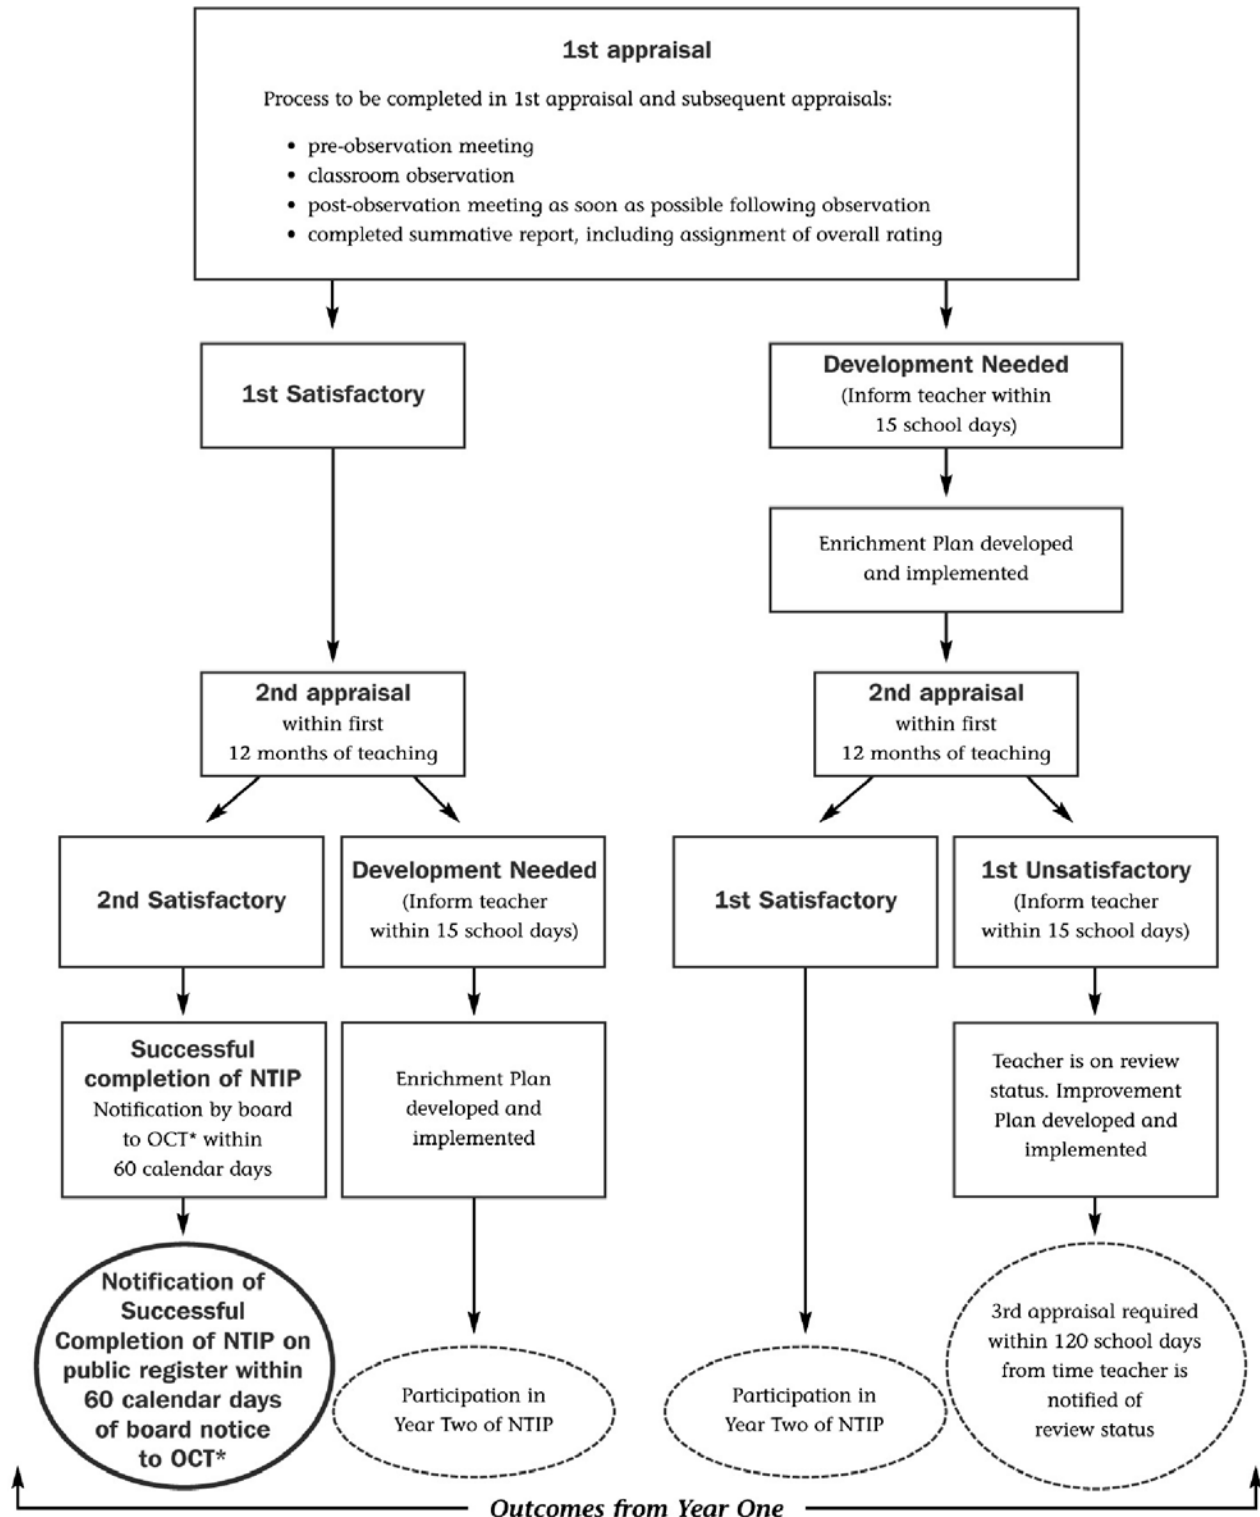 1st appraisal
Process to be completed in 1st appraisal and subsequent appraisals:
• pre-observation meeting
• classroom observation
• post-observation meeting as soon as possible following observation
• completed summative report, including assignment of overall rating
1st Satisfactory
Development Needed
(Inform teacher within
15 school days)
Enrichment Plan developed
and implemented
2nd appraisal
within first
12 months of teaching
2nd appraisal
within first
12 months of teaching
2nd Satisfactory
Development Needed
(Inform teacher
within 15 school days)
1st Satisfactory
1st Unsatisfactory
(Inform teacher
within 15 school days)
Successful
completion of NTIP
Notification by board
to OCT* within
60 calendar days
Enrichment Plan
developed and
implemented
Teacher is on review
status. Improvement
Plan developed and
implemented
Notification of
Successful
Completion of NTIP on
public register within
60 calendar days
of board notice
to OCT*
Participation in
Year Two of NTIP
Participation in
Year Two of NTIP
3rd appraisal required
within 120 school days
from time teacher is
notified of
review status
Outcomes from Year One